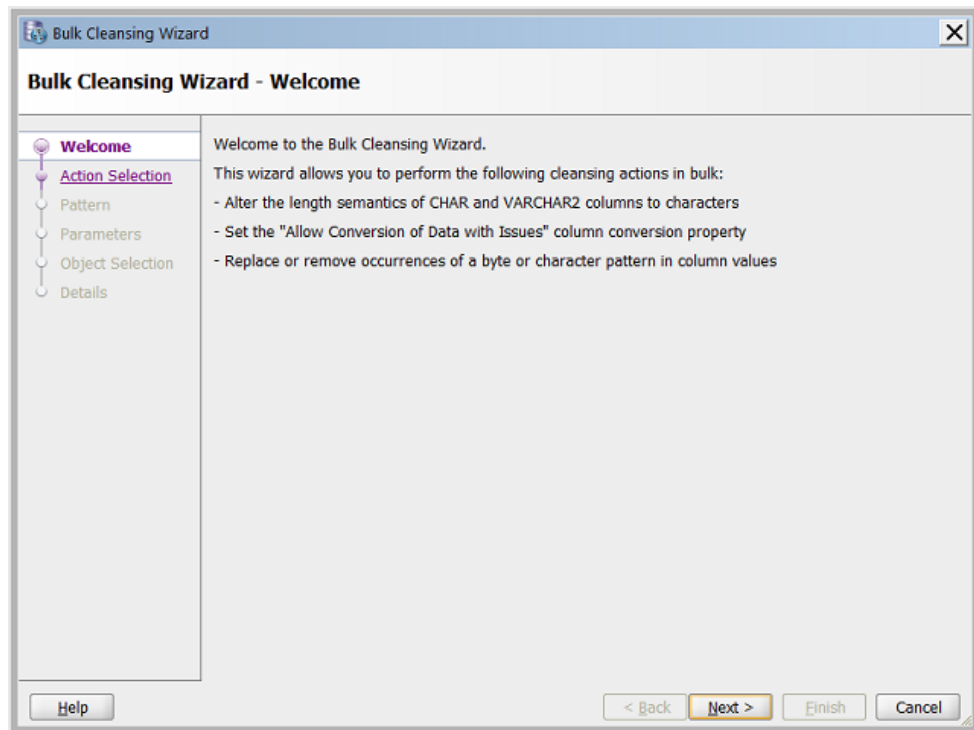 Bulk Cleansing Wizard
Bulk Cleansing Wizard - Welcome
Welcome
Action Selection
Pattern
Parameters
Object Selection
Details
Welcome to the Bulk Cleansing Wizard.
This wizard allows you to perform the following cleansing actions in bulk:
- Alter the length semantics of CHAR and VARCHAR2 columns to characters
- Set the "Allow Conversion of Data with Issues" column conversion property
- Replace or remove occurrences of a byte or character pattern in column values
Help
< Back
Next >
Finish
Cancel